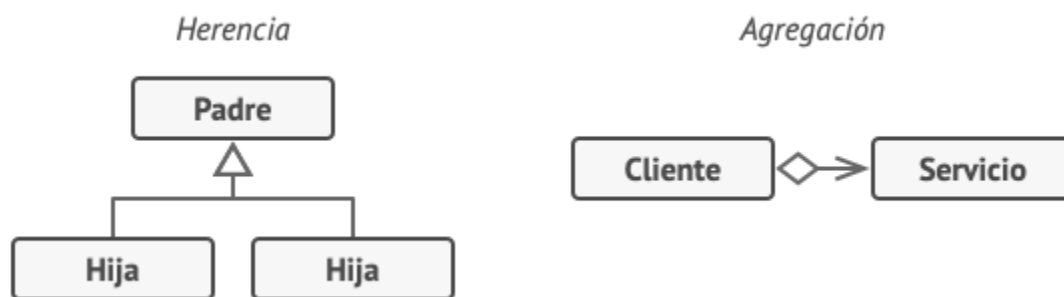 Herencia
Agregación
Padre
Cliente
Servicio
Hija
Hija